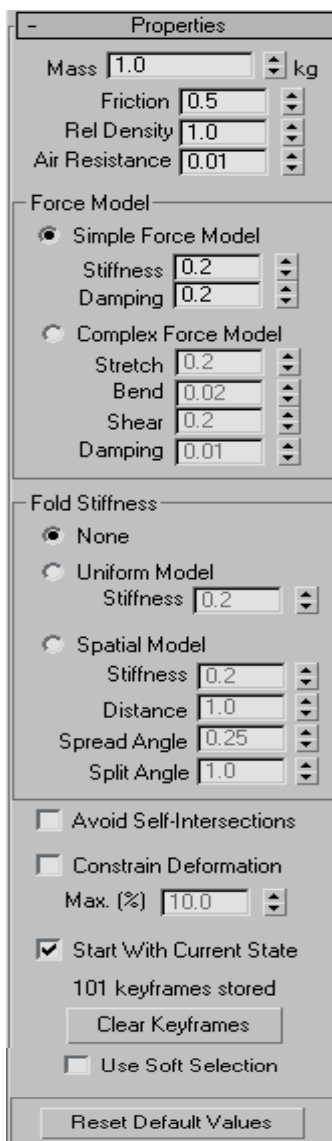 - Properties
Mass 1.0 kg
Friction 0.5
Rel Density 1.0
Air Resistance 0.01
Force Model
Simple Force Model
Stiffness 0.2
Damping 0.2
Complex Force Model
Stretch 0.2
Bend 0.02
Shear 0.2
Damping 0.01
Fold Stiffness
None
Uniform Model
Stiffness 0.2
Spatial Model
Stiffness 0.2
Distance 1.0
Spread Angle 0.25
Split Angle 1.0
Avoid Self-Intersections
Constrain Deformation
Max. (%) 10.0
Start With Current State
101 keyframes stored
Clear Keyframes
Use Soft Selection
Reset Default Values